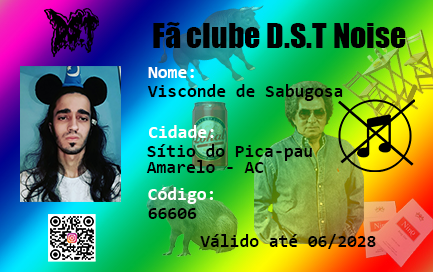 Fã clube D.S.T Noise
Nome:
Visconde de Sabugosa
Cidade:
Sítio do Pica-pau
Amarelo - AC
Código:
66606
Válido até 06/2028